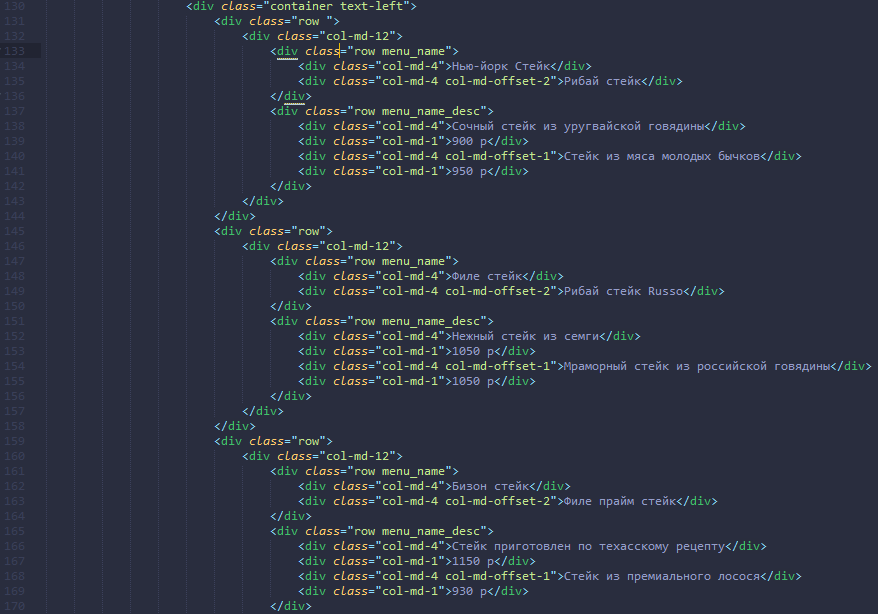 130 <div class="container text-left">
131 <div class="row ">
132 <div class="col-md-12">
133 <div class="row menu_name">
134 <div class="col-md-4">Нью-йорк Стейк</div>
135 <div class="col-md-4 col-md-offset-2">Рибай стейк</div>
136 </div>
137 <div class="row menu_name_desc">
138 <div class="col-md-4">Сочный стейк из уругвайской говядины</div>
139 <div class="col-md-1">900 р</div>
140 <div class="col-md-4 col-md-offset-1">Стейк из мяса молодых бычков</div>
141 <div class="col-md-1">950 р</div>
142 </div>
143 </div>
144 </div>
145 <div class="row">
146 <div class="col-md-12">
147 <div class="row menu_name">
148 <div class="col-md-4">Филе стейк</div>
149 <div class="col-md-4 col-md-offset-2">Рибай стейк Russo</div>
150 </div>
151 <div class="row menu_name_desc">
152 <div class="col-md-4">Нежный стейк из семги</div>
153 <div class="col-md-1">1050 р</div>
154 <div class="col-md-4 col-md-offset-1">Мраморный стейк из российской говядины</div>
155 <div class="col-md-1">1050 р</div>
156 </div>
157 </div>
158 </div>
159 <div class="row">
160 <div class="col-md-12">
161 <div class="row menu_name">
162 <div class="col-md-4">Бизон стейк</div>
163 <div class="col-md-4 col-md-offset-2">Филе прайм стейк</div>
164 </div>
165 <div class="row menu_name_desc">
166 <div class="col-md-4">Стейк приготовлен по техасскому рецепту</div>
167 <div class="col-md-1">1150 р</div>
168 <div class="col-md-4 col-md-offset-1">Стейк из премиального лосося</div>
169 <div class="col-md-1">930 р</div>
170 </div>